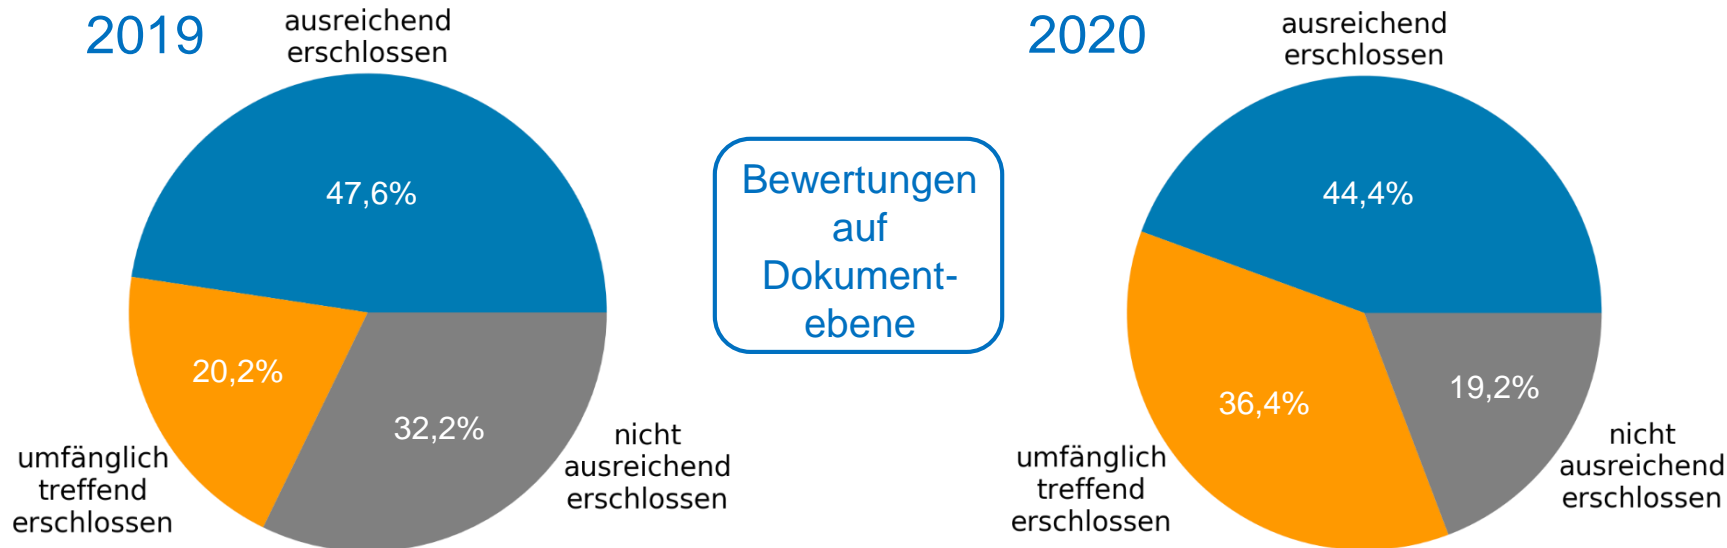 2019
ausreichend
erschlossen
47,6%
20,2%
32,2%
umfänglich
treffend
erschlossen
nicht
ausreichend
erschlossen
Bewertungen
auf
Dokument-
ebene
2020
ausreichend
erschlossen
44,4%
36,4%
19,2%
umfänglich
treffend
erschlossen
nicht
ausreichend
erschlossen